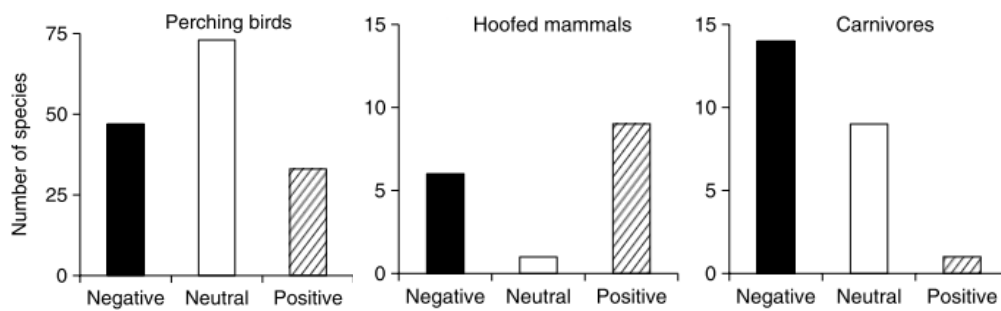 Perching birds
Number of species
75
50
25
0
Negative Neutral Positive
Hoofed mammals
15
10
5
0
Negative Neutral Positive
Carnivores
15
10
5
0
Negative Neutral Positive